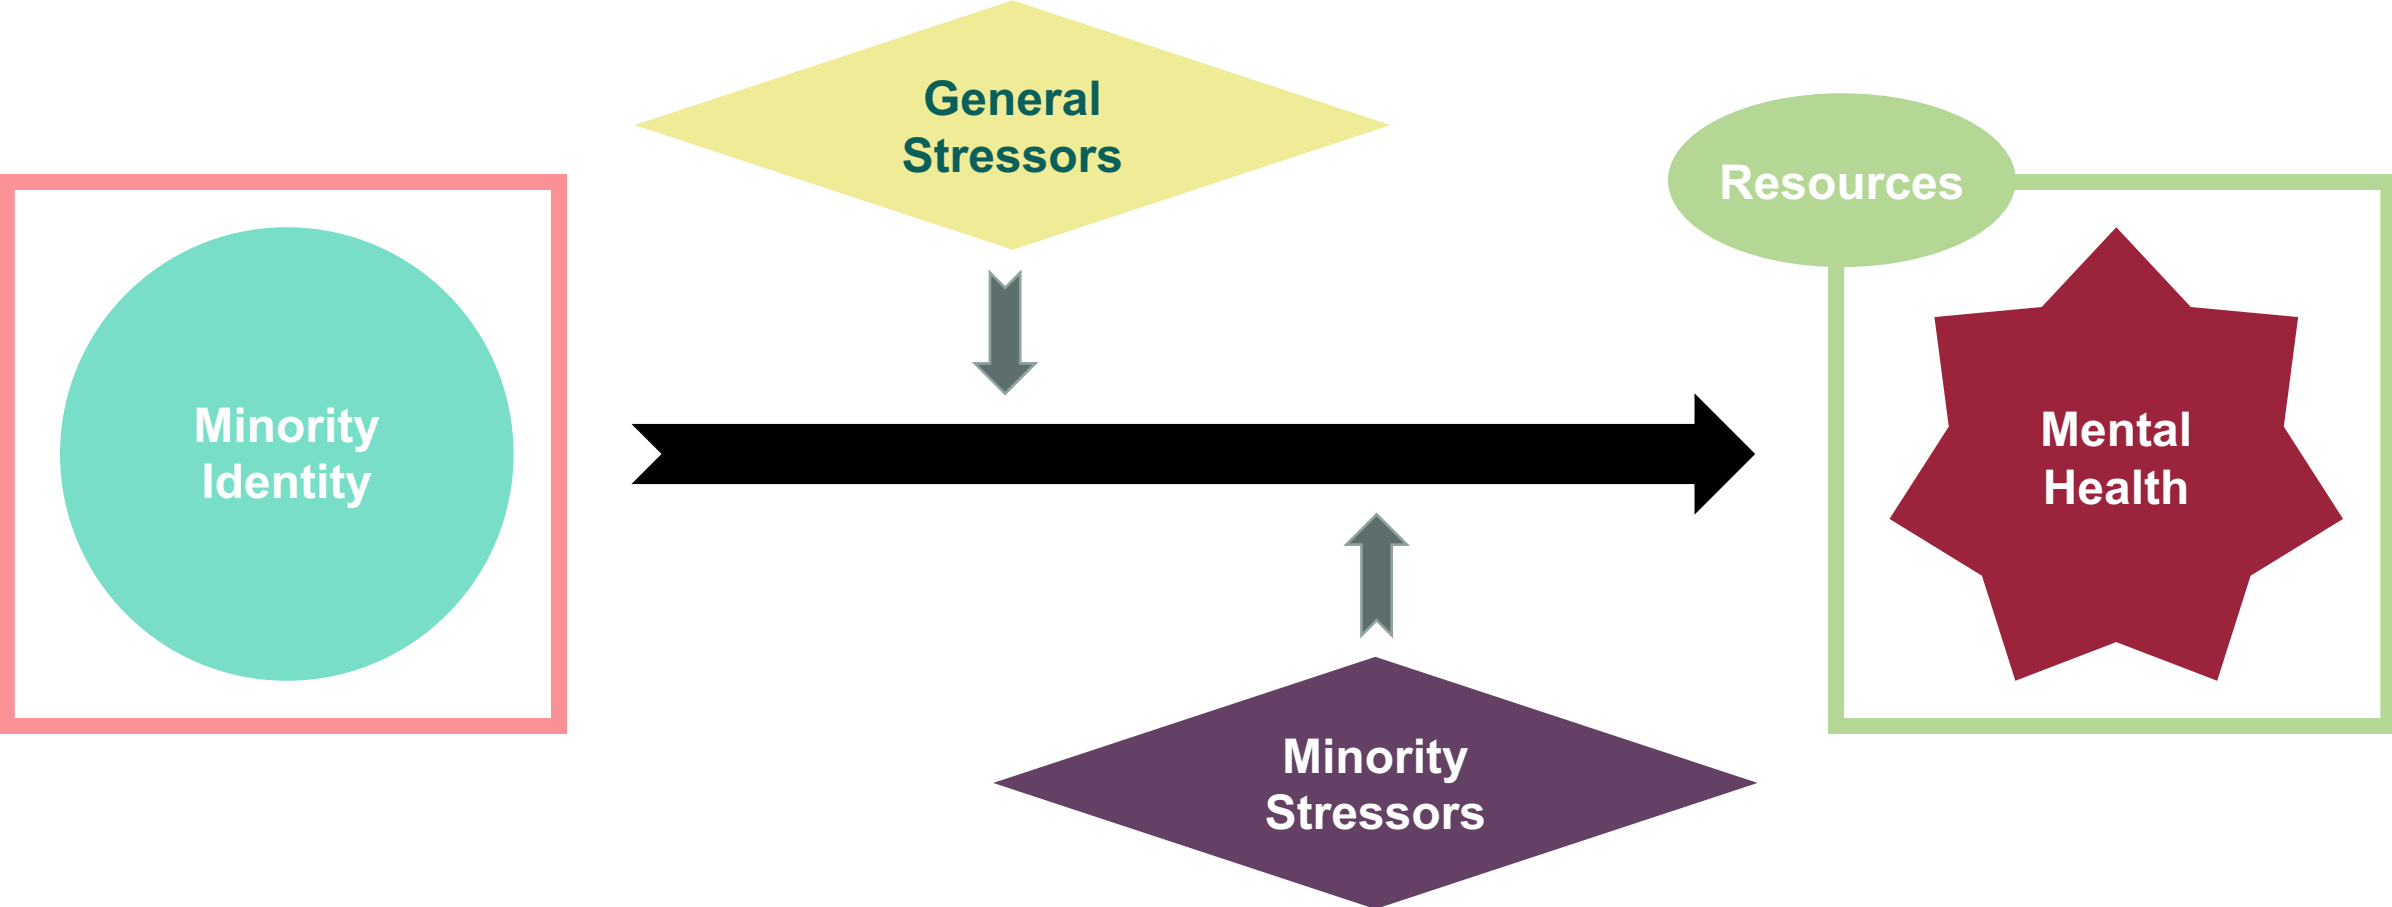 General
Stressors
Resources
Minority
Identity
Mental
Health
Minority
Stressors